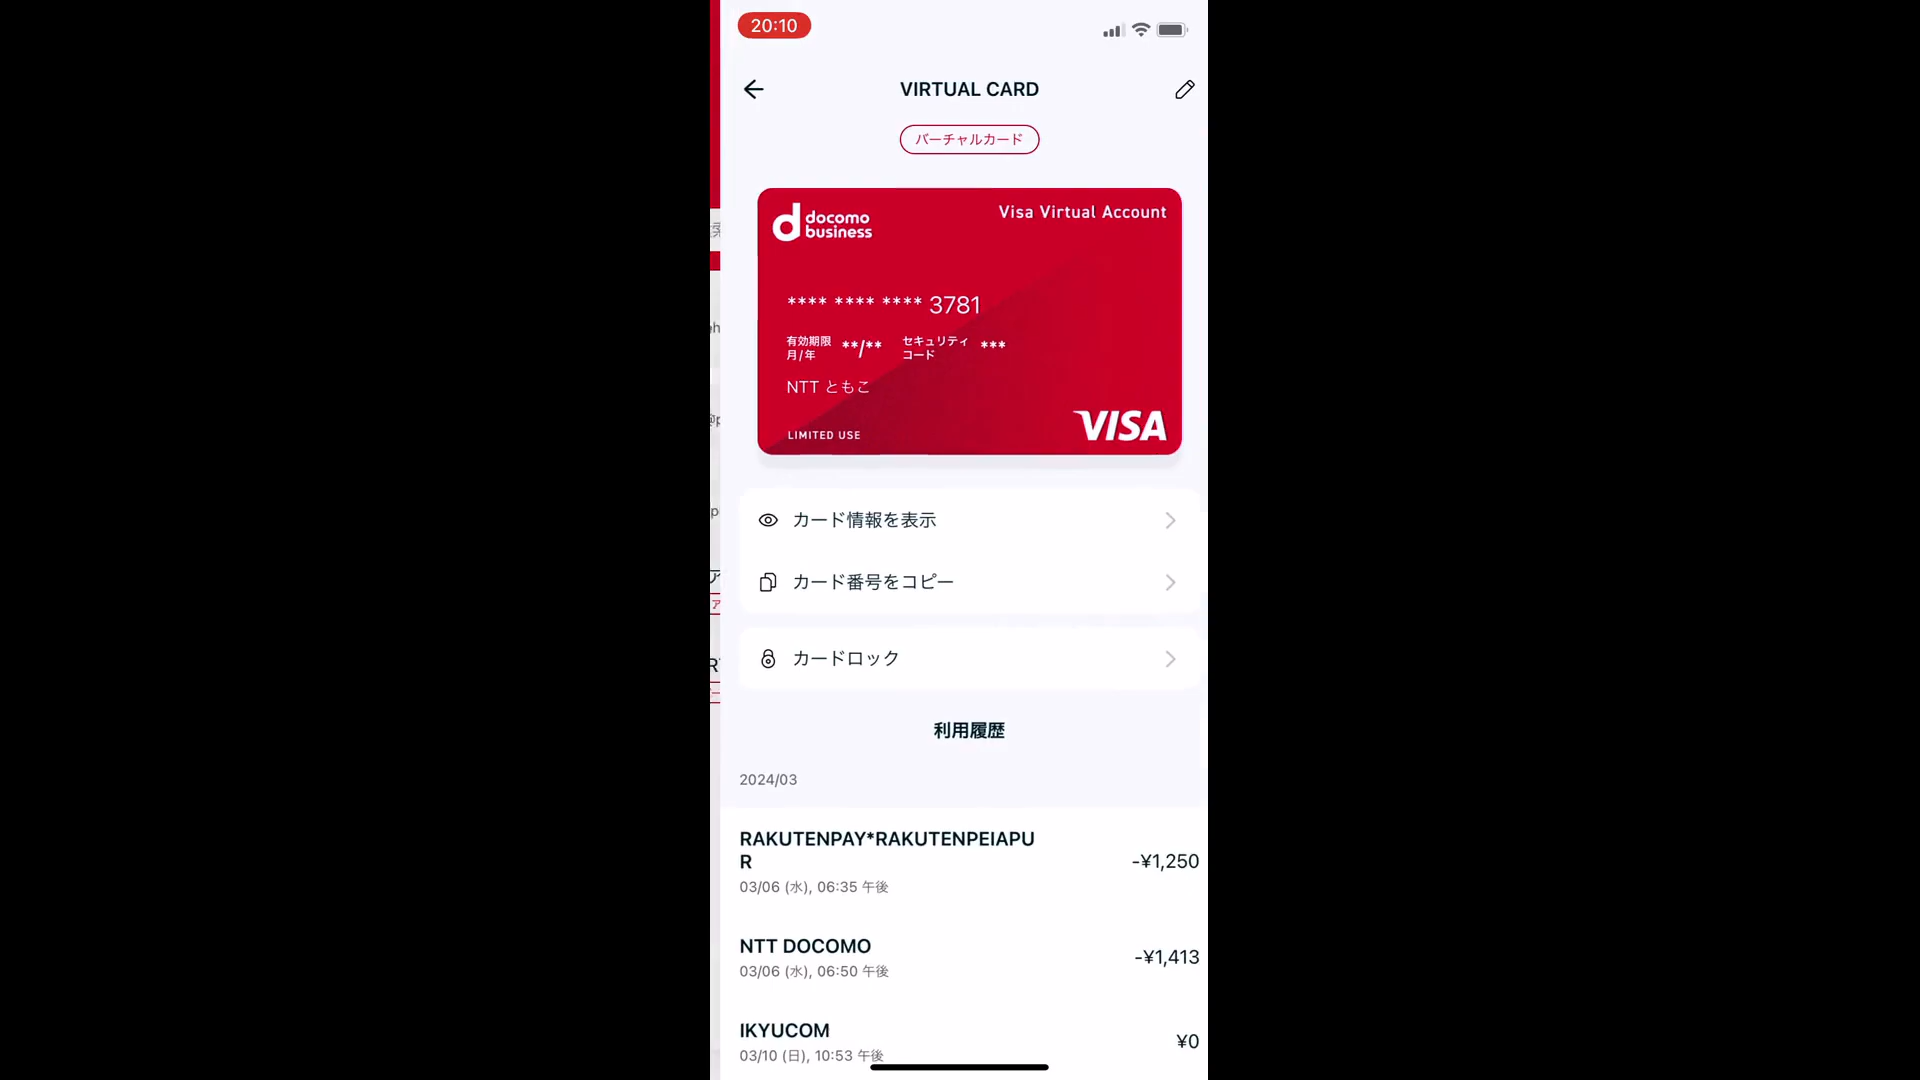 20:10
VIRTUAL CARD
バーチャルカード
docomo
business
Visa Virtual Account
**** **** **** 3781
有効期限
月/年
**/**
セキュリティ
コード
***
NTT ともこ
LIMITED USE
VISA
カード情報を表示
カード番号をコピー
カードロック
利用履歴
2024/03
RAKUTENPAY*RAKUTENPEIAPU
R
-¥1,250
03/06 (水), 06:35 午後
NTT DOCOMO
-¥1,413
03/06 (水), 06:50 午後
IKYUCOM
¥0
03/10 (日), 10:53 午後